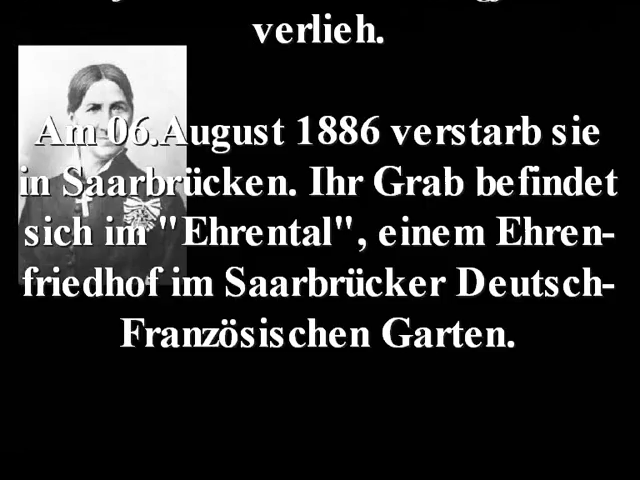 verlieh.
Am 06.August 1886 verstarb sie
in Saarbrücken. Ihr Grab befindet
sich im "Ehrental", einem Ehren-
friedhof im Saarbrücker Deutsch-
Französischen Garten.